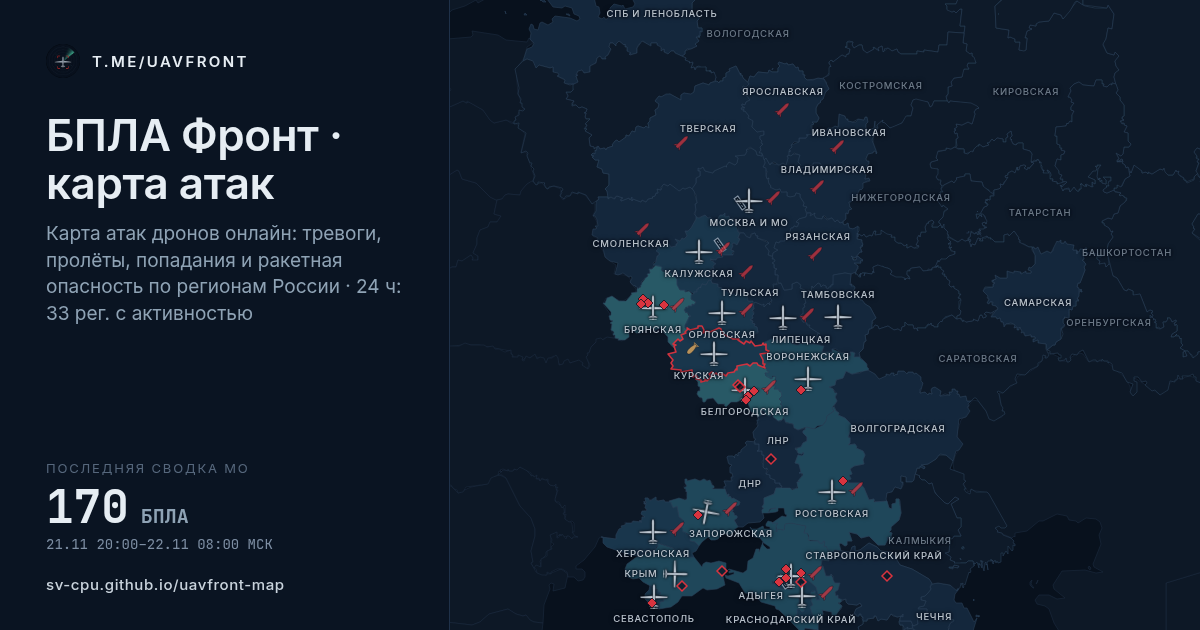 T.ME/UAVFRONT
БПЛА Фронт ·
карта атак
Карта атак дронов онлайн: тревоги,
пролёты, попадания и ракетная
опасность по регионам России · 24 ч:
33 рег. с активностью
ПОСЛЕДНЯЯ СВОДКА МО
170 БПЛА
21.11 20:00–22.11 08:00 МСК
sv-cpu.github.io/uavfront-map
СПБ И ЛЕНОБЛАСТЬ
ВОЛОГОДСКАЯ
КОСТРОМСКАЯ
ЯРОСЛАВСКАЯ
КИРОВСКАЯ
ТВЕРСКАЯ
ИВАНОВСКАЯ
ВЛАДИМИРСКАЯ
НИЖЕГОРОДСКАЯ
ТАТАРСТАН
МОСКВА И МО
РЯЗАНСКАЯ
СМОЛЕНСКАЯ
БАШКОРТОСТАН
КАЛУЖСКАЯ
ТУЛЬСКАЯ
ТАМБОВСКАЯ
САМАРСКАЯ
ОРЕНБУРГСКАЯ
БРЯНСКАЯ
ОРЛОВСКАЯ
ЛИПЕЦКАЯ
ВОРОНЕЖСКАЯ
САРАТОВСКАЯ
КУРСКАЯ
БЕЛГОРОДСКАЯ
ВОЛГОГРАДСКАЯ
ЛНР
ДНР
РОСТОВСКАЯ
ЗАПОРОЖСКАЯ
КАЛМЫКИЯ
ХЕРСОНСКАЯ
СТАВРОПОЛЬСКИЙ КРАЙ
КРЫМ
АДЫГЕЯ
СЕВАСТОПОЛЬ
КРАСНОДАРСКИЙ КРАЙ
ЧЕЧНЯ